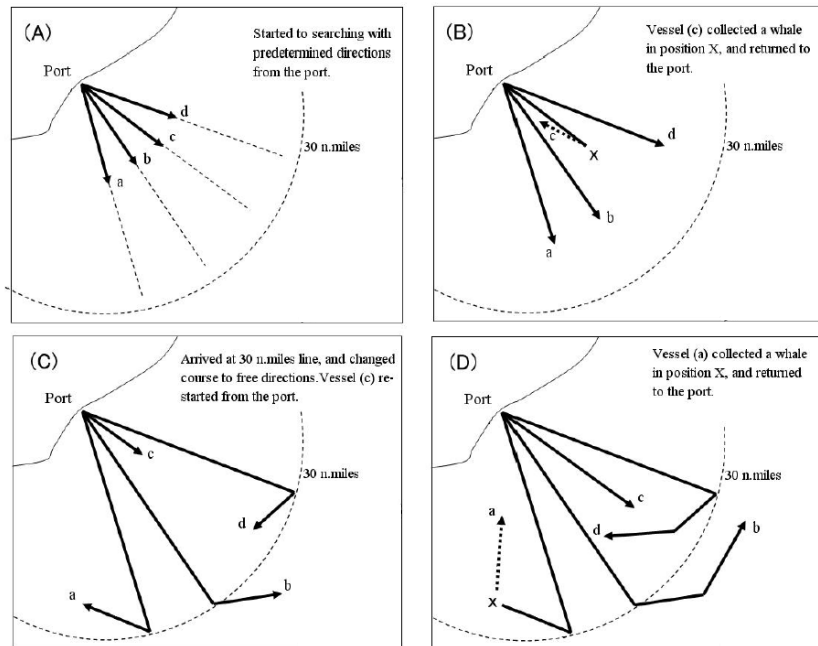 (A)
Started to searching with
predetermined directions
from the port.
Port
d
c
b
a
30 n.miles
(B)
Vessel (c) collected a whale
in position X, and returned to
the port.
Port
c
X
d
b
a
30 n.miles
(C)
Arrived at 30 n.miles line, and changed
course to free directions.Vessel (c) re-
started from the port.
Port
c
30 n.miles
d
a
b
(D)
Vessel (a) collected a whale
in position X, and returned
to the port.
Port
30 n.miles
c
a
d
b
X